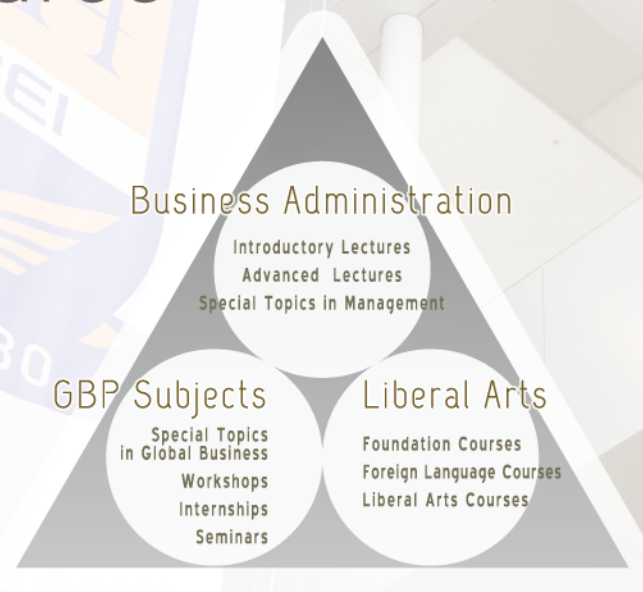 Business Administration
Introductory Lectures
Advanced Lectures
Special Topics in Management
GBP Subjects
Special Topics
in Global Business
Workshops
Internships
Seminars
Liberal Arts
Foundation Courses
Foreign Language Courses
Liberal Arts Courses